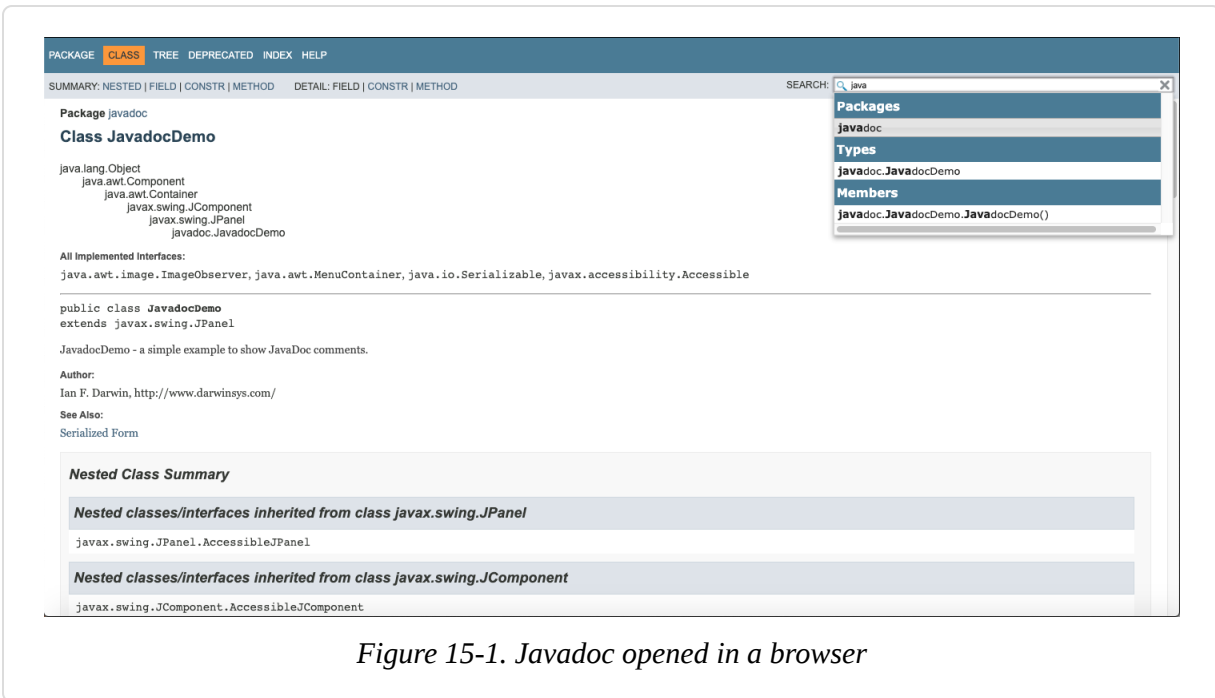 PACKAGE CLASS TREE DEPRECATED INDEX HELP
SUMMARY: NESTED | FIELD | CONSTR | METHOD DETAIL: FIELD | CONSTR | METHOD SEARCH: java
Packages
javadoc
Types
javadoc.JavadocDemo
Members
javadoc.JavadocDemo.JavadocDemo()
Package javadoc
Class JavadocDemo
java.lang.Object
java.awt.Component
java.awt.Container
javax.swing.JComponent
javax.swing.JPanel
javadoc.JavadocDemo
All Implemented Interfaces:
java.awt.image.ImageObserver, java.awt.MenuContainer, java.io.Serializable, javax.accessibility.Accessible
public class JavadocDemo
extends javax.swing.JPanel
JavadocDemo - a simple example to show JavaDoc comments.
Author:
Ian F. Darwin, http://www.darwinsys.com/
See Also:
Serialized Form
Nested Class Summary
Nested classes/interfaces inherited from class javax.swing.JPanel
javax.swing.JPanel.AccessibleJPanel
Nested classes/interfaces inherited from class javax.swing.JComponent
javax.swing.JComponent.AccessibleJComponent
Figure 15-1. Javadoc opened in a browser